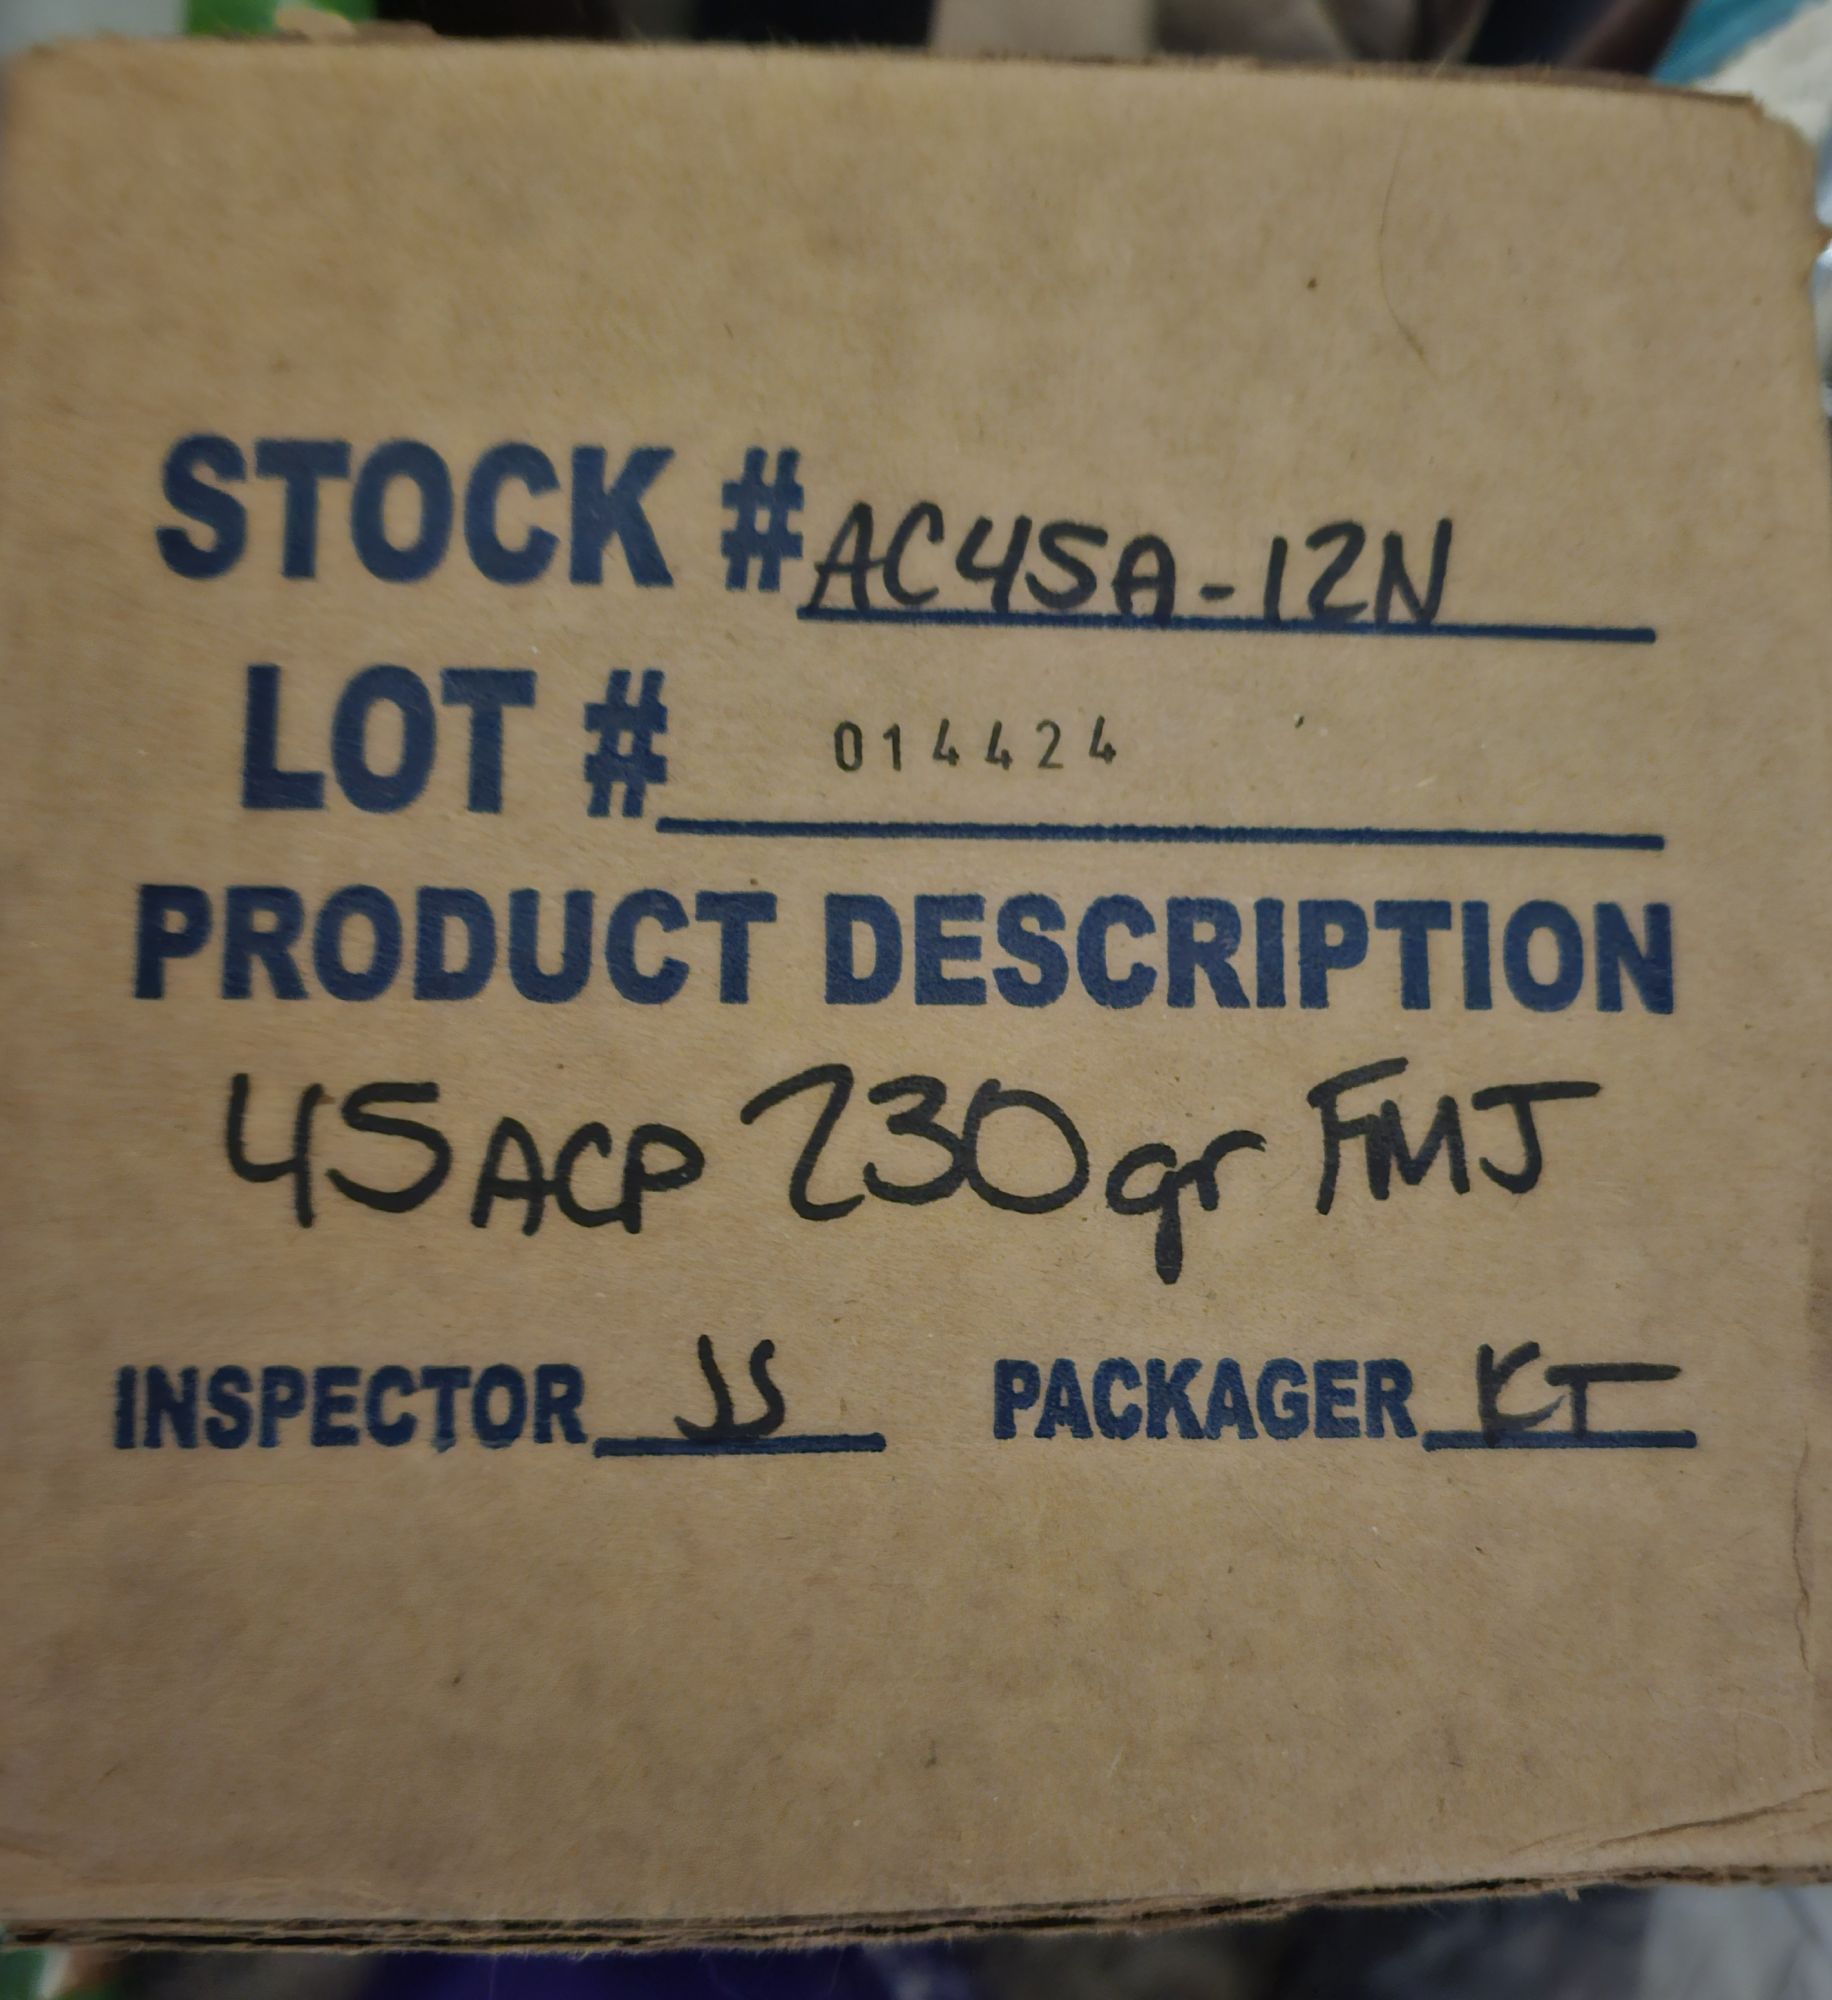 STOCK # AC45A-12N
LOT # 014424
PRODUCT DESCRIPTION
45ACP 230gr FMJ
INSPECTOR JS PACKAGER KT